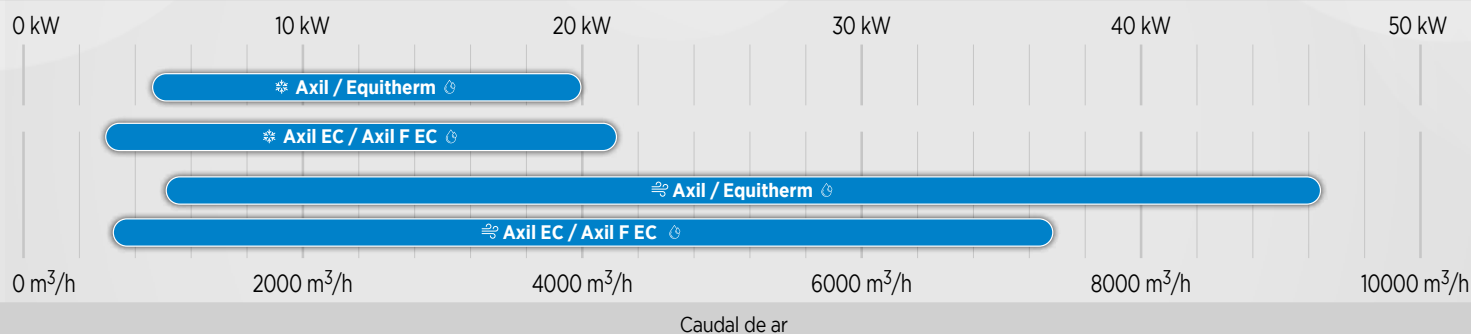 0 kW 10 kW 20 kW 30 kW 40 kW 50 kW
Axil / Equitherm
Axil EC / Axil F EC
Axil / Equitherm
Axil EC / Axil F EC
0 m³/h 2000 m³/h 4000 m³/h 6000 m³/h 8000 m³/h 10000 m³/h
Caudal de ar